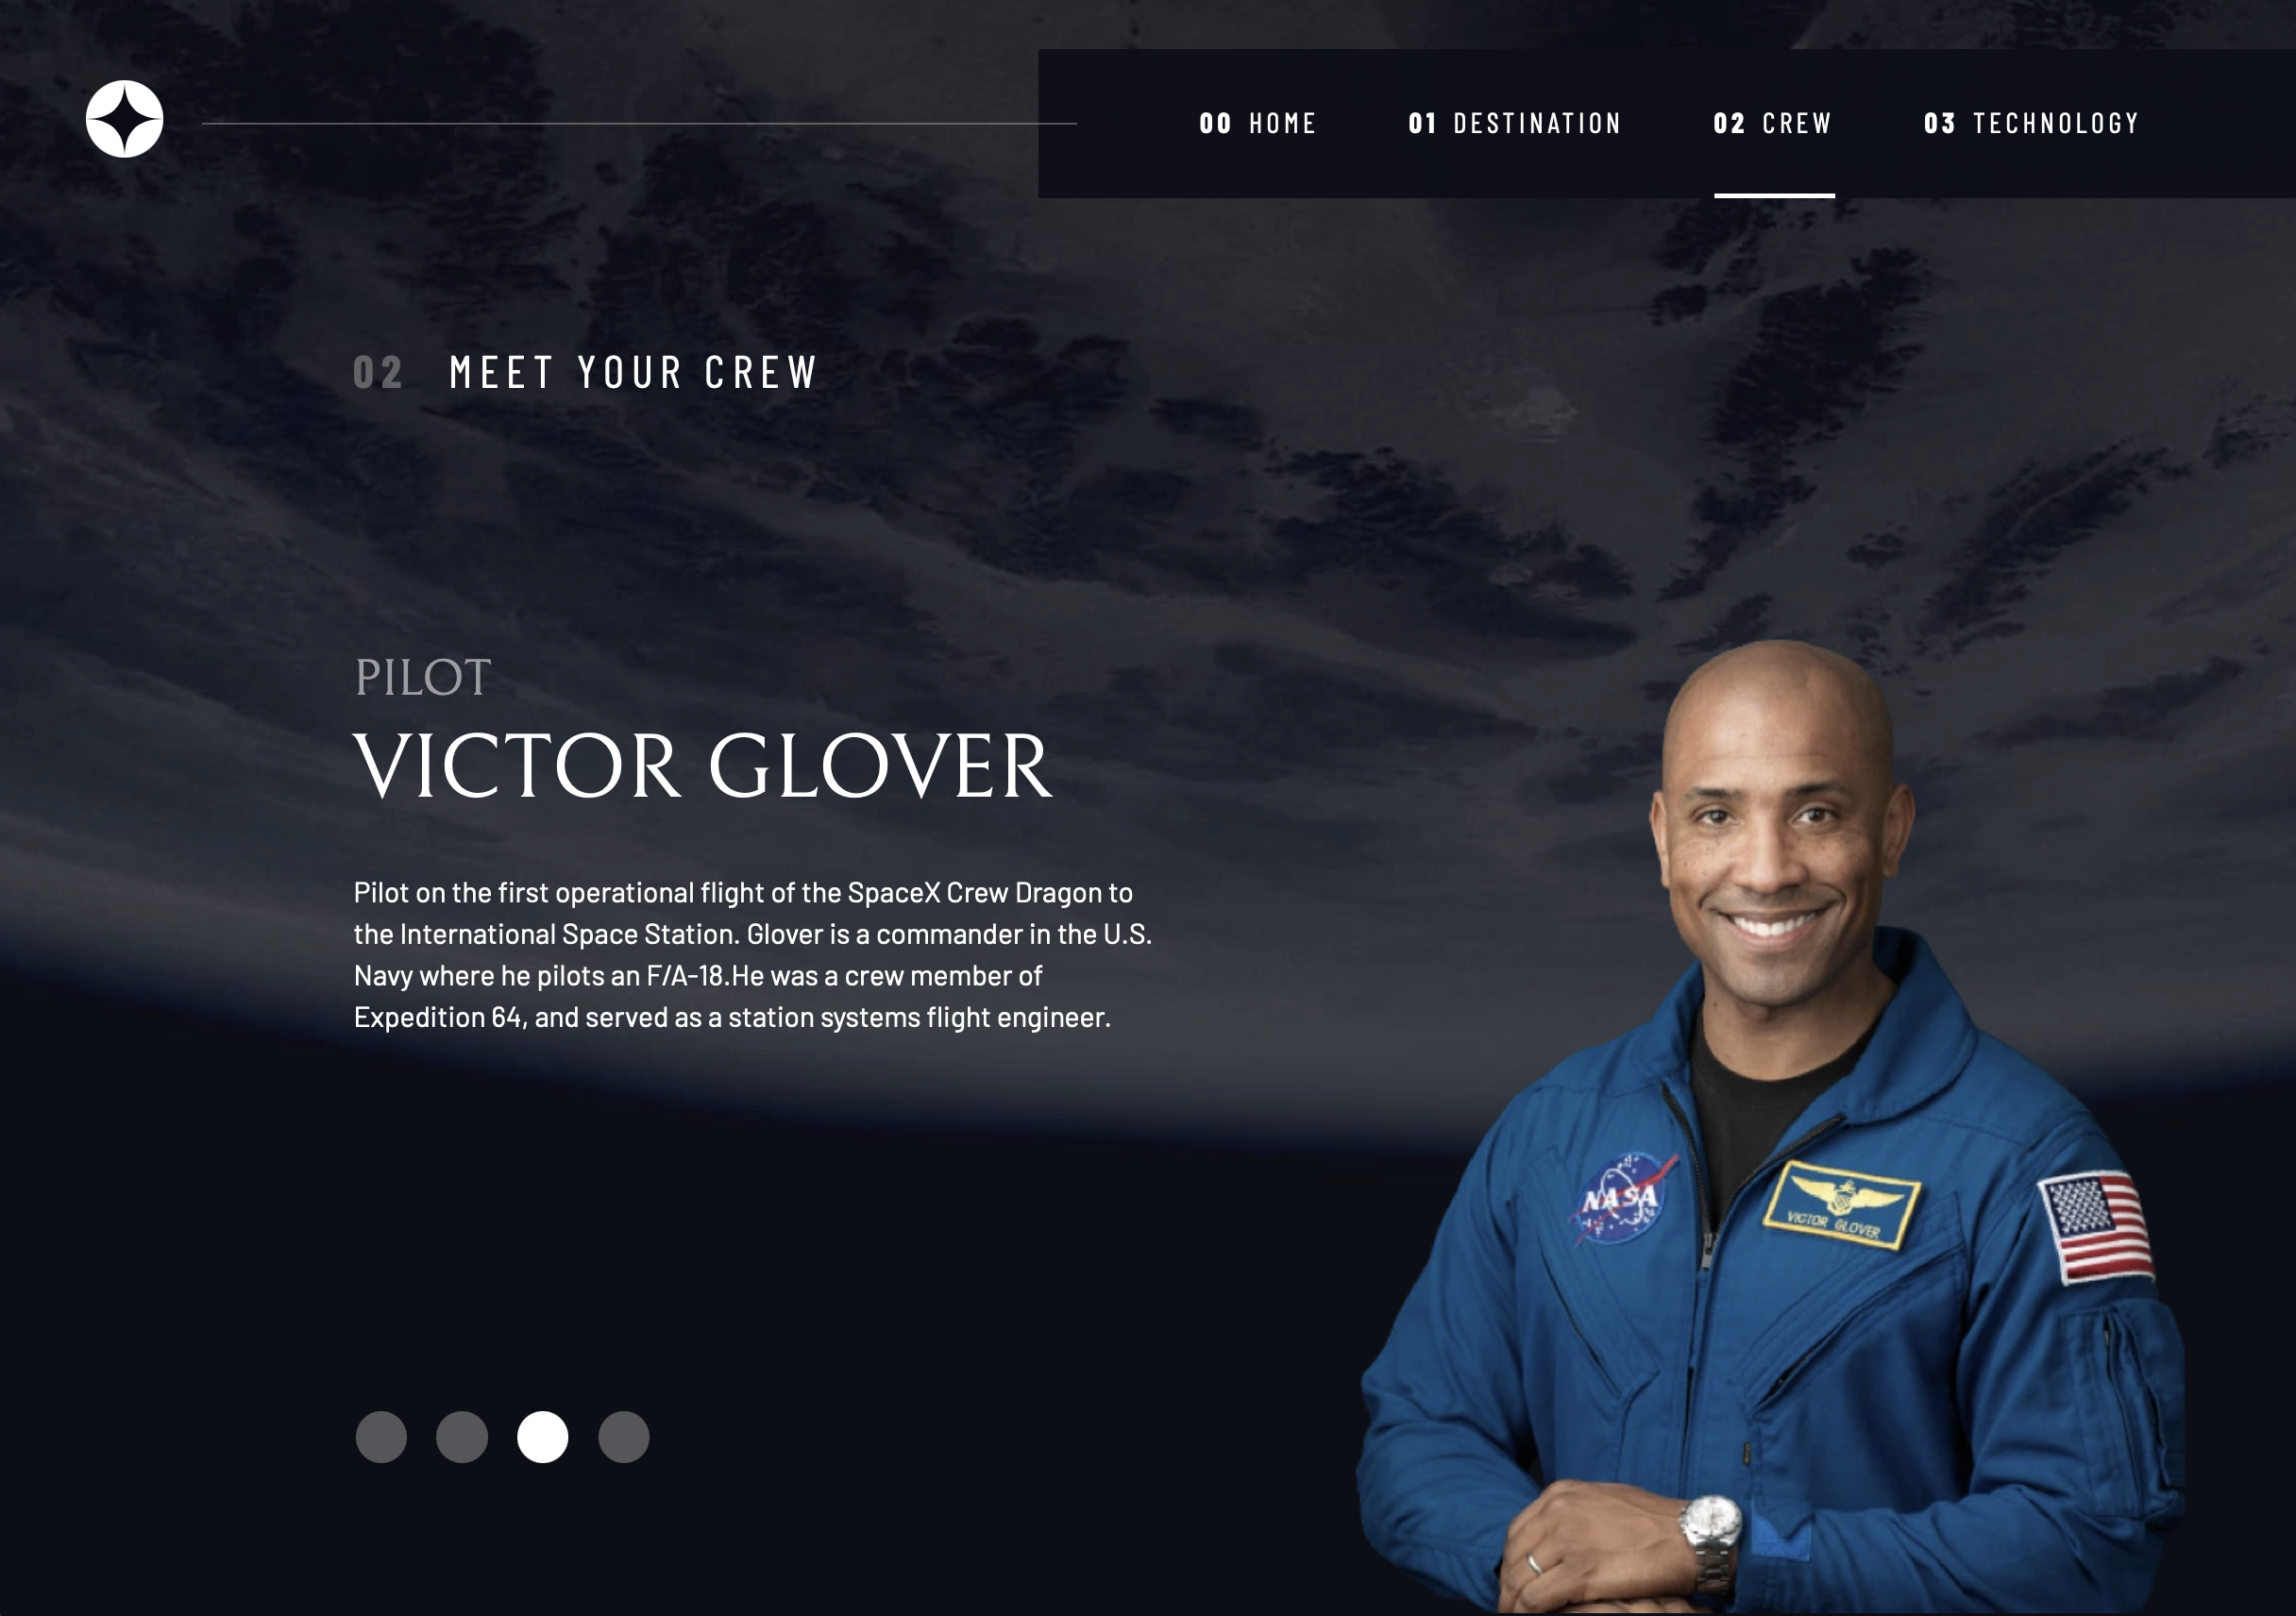 00 HOME 01 DESTINATION 02 CREW 03 TECHNOLOGY
02 MEET YOUR CREW
PILOT
VICTOR GLOVER
Pilot on the first operational flight of the SpaceX Crew Dragon to
the International Space Station. Glover is a commander in the U.S.
Navy where he pilots an F/A-18.He was a crew member of
Expedition 64, and served as a station systems flight engineer.
NASA
VICTOR GLOVER